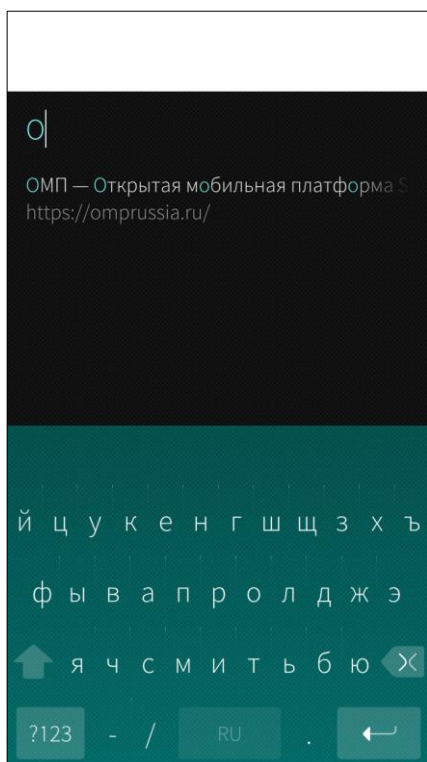 О
ОМП — Открытая мобильная платформа S
https://omprussia.ru/
й ц у к е н г ш щ з х ъ
ф ы в а п р о л д ж э
я ч с м и т ь б ю
?123 - / RU .